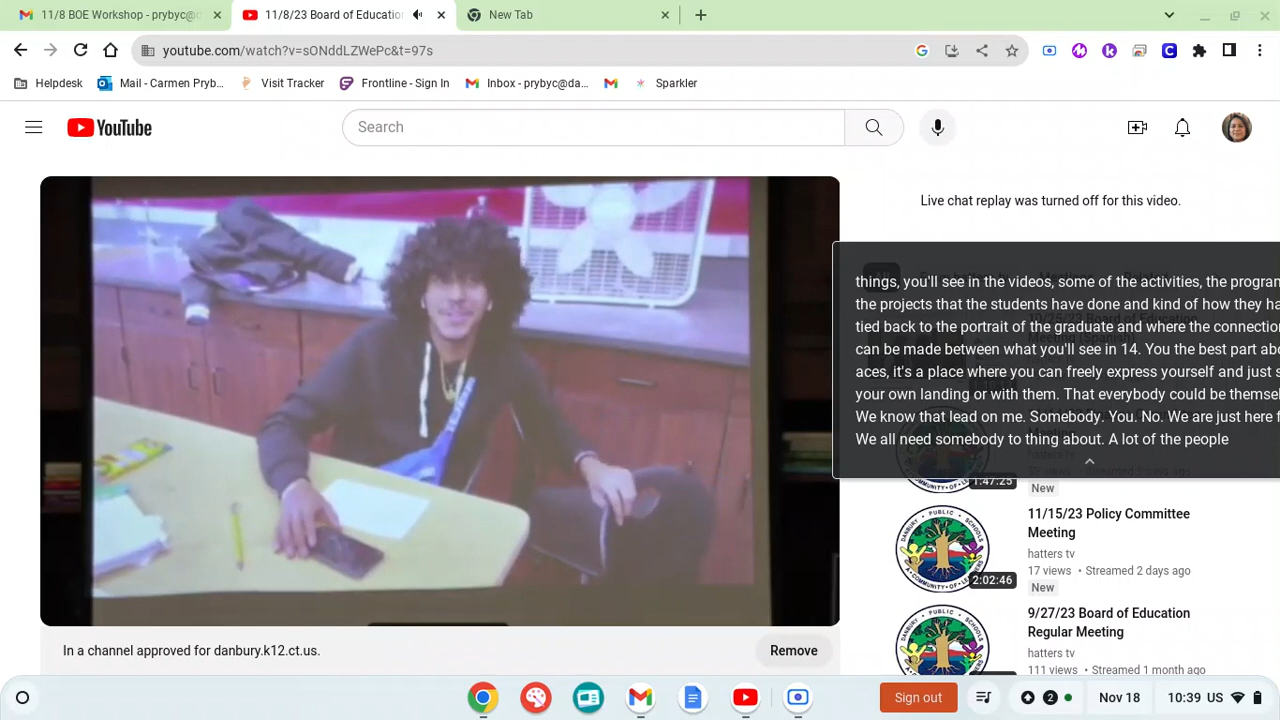 11/8 BOE Workshop - prybyc@d
11/8/23 Board of Education
New Tab
youtube.com/watch?v=sONddLZWePc&t=97s
Helpdesk
Mail - Carmen Pryb...
Visit Tracker
Frontline - Sign In
Inbox - prybyc@da...
Sparkler
YouTube
Search
Live chat replay was turned off for this video.
things, you'll see in the videos, some of the activities, the program
the projects that the students have done and kind of how they ha
tied back to the portrait of the graduate and where the connectio
can be made between what you'll see in 14. You the best part abo
aces, it's a place where you can freely express yourself and just s
your own landing or with them. That everybody could be themsel
We know that lead on me. Somebody. You. No. We are just here f
We all need somebody to thing about. A lot of the people
1:47:25
New
11/15/23 Policy Committee
Meeting
hatters tv
17 views • Streamed 2 days ago
2:02:46
New
9/27/23 Board of Education
Regular Meeting
hatters tv
111 views • Streamed 1 month ago
In a channel approved for danbury.k12.ct.us.
Remove
Sign out
2
Nov 18
10:39 US